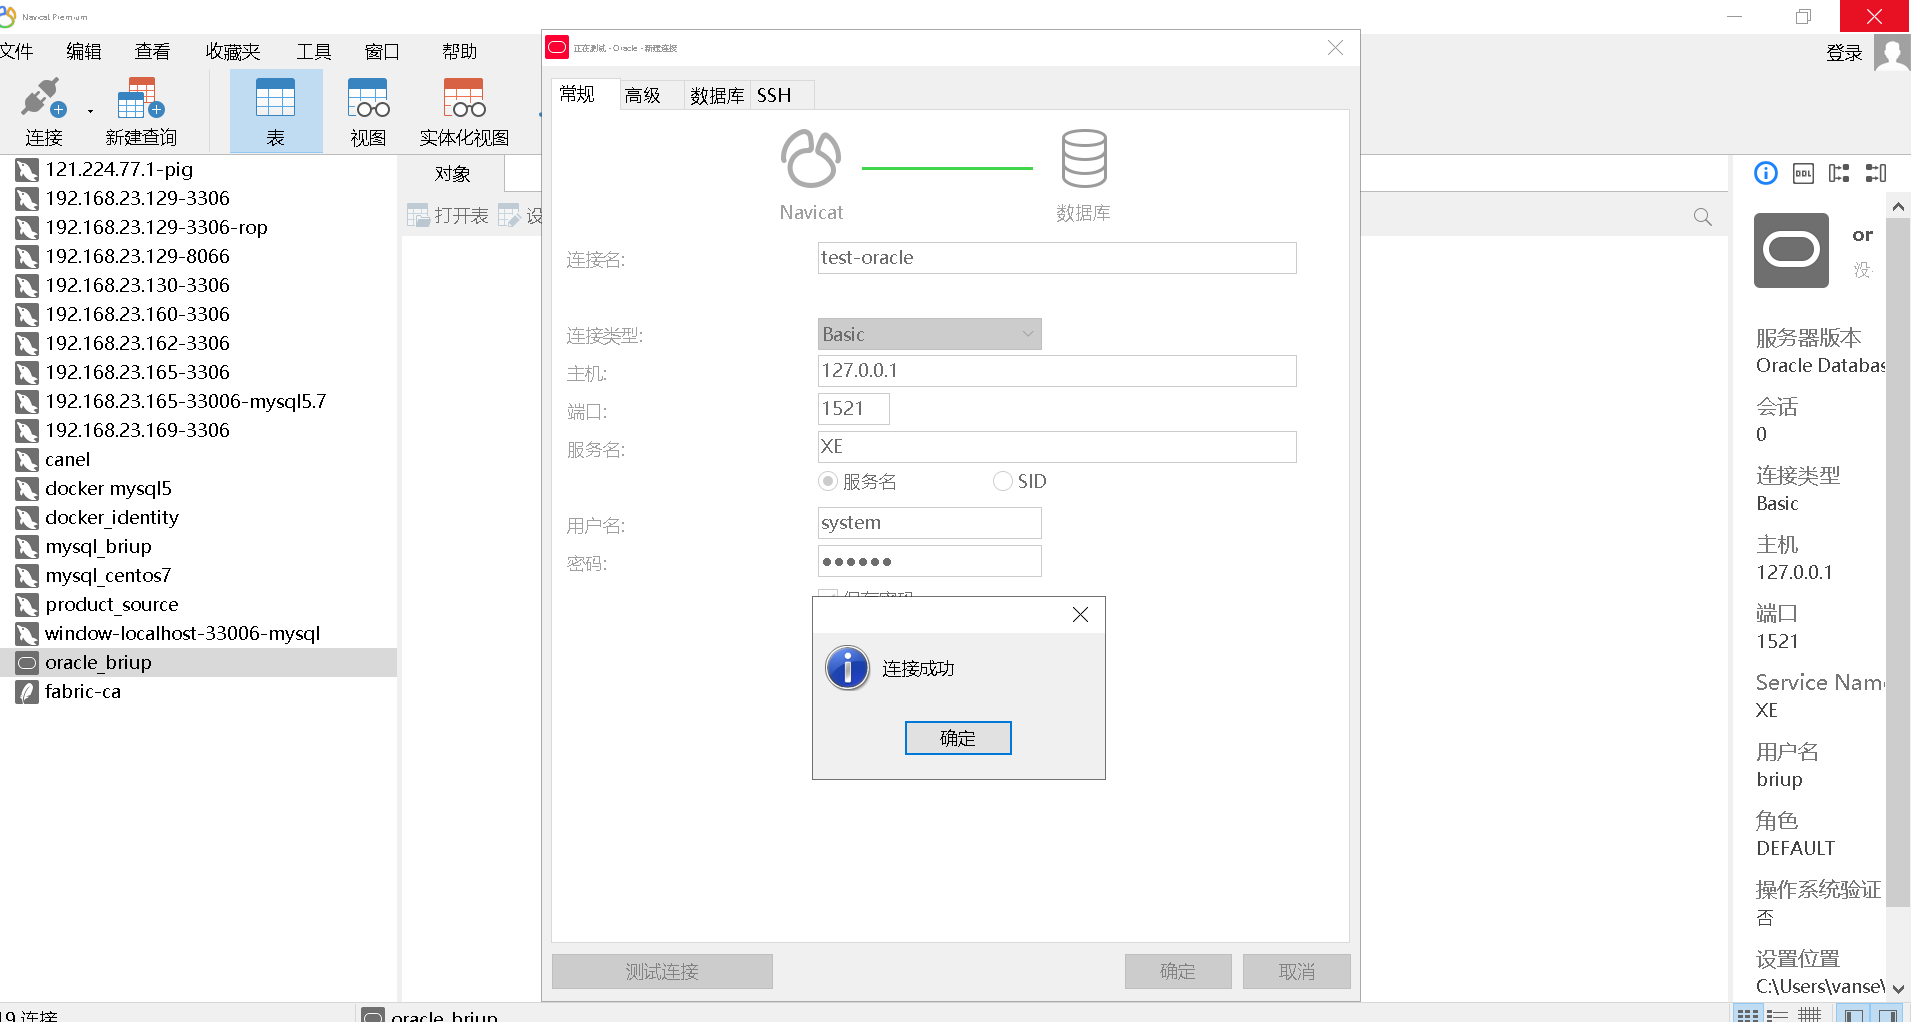 Navicat Premium
文件 编辑 查看 收藏夹 工具 窗口 帮助
登录
连接 新建查询 表 视图 实体化视图
121.224.77.1-pig
192.168.23.129-3306
192.168.23.129-3306-rop
192.168.23.129-8066
192.168.23.130-3306
192.168.23.160-3306
192.168.23.162-3306
192.168.23.165-3306
192.168.23.165-33006-mysql5.7
192.168.23.169-3306
canel
docker mysql5
docker_identity
mysql_briup
mysql_centos7
product_source
window-localhost-33006-mysql
oracle_briup
fabric-ca
对象
打开表 设
正在测试 - Oracle - 新建连接
常规 高级 数据库 SSH
Navicat 数据库
连接名: test-oracle
连接类型: Basic
主机: 127.0.0.1
端口: 1521
服务名: XE
服务名 SID
用户名: system
密码: ●●●●●●
保存密码
连接成功
确定
测试连接 确定 取消
DDL
or
没
服务器版本
Oracle Databas
会话
0
连接类型
Basic
主机
127.0.0.1
端口
1521
Service Nam
XE
用户名
briup
角色
DEFAULT
操作系统验证
否
设置位置
C:\Users\vanse\
19 连接 oracle_briup